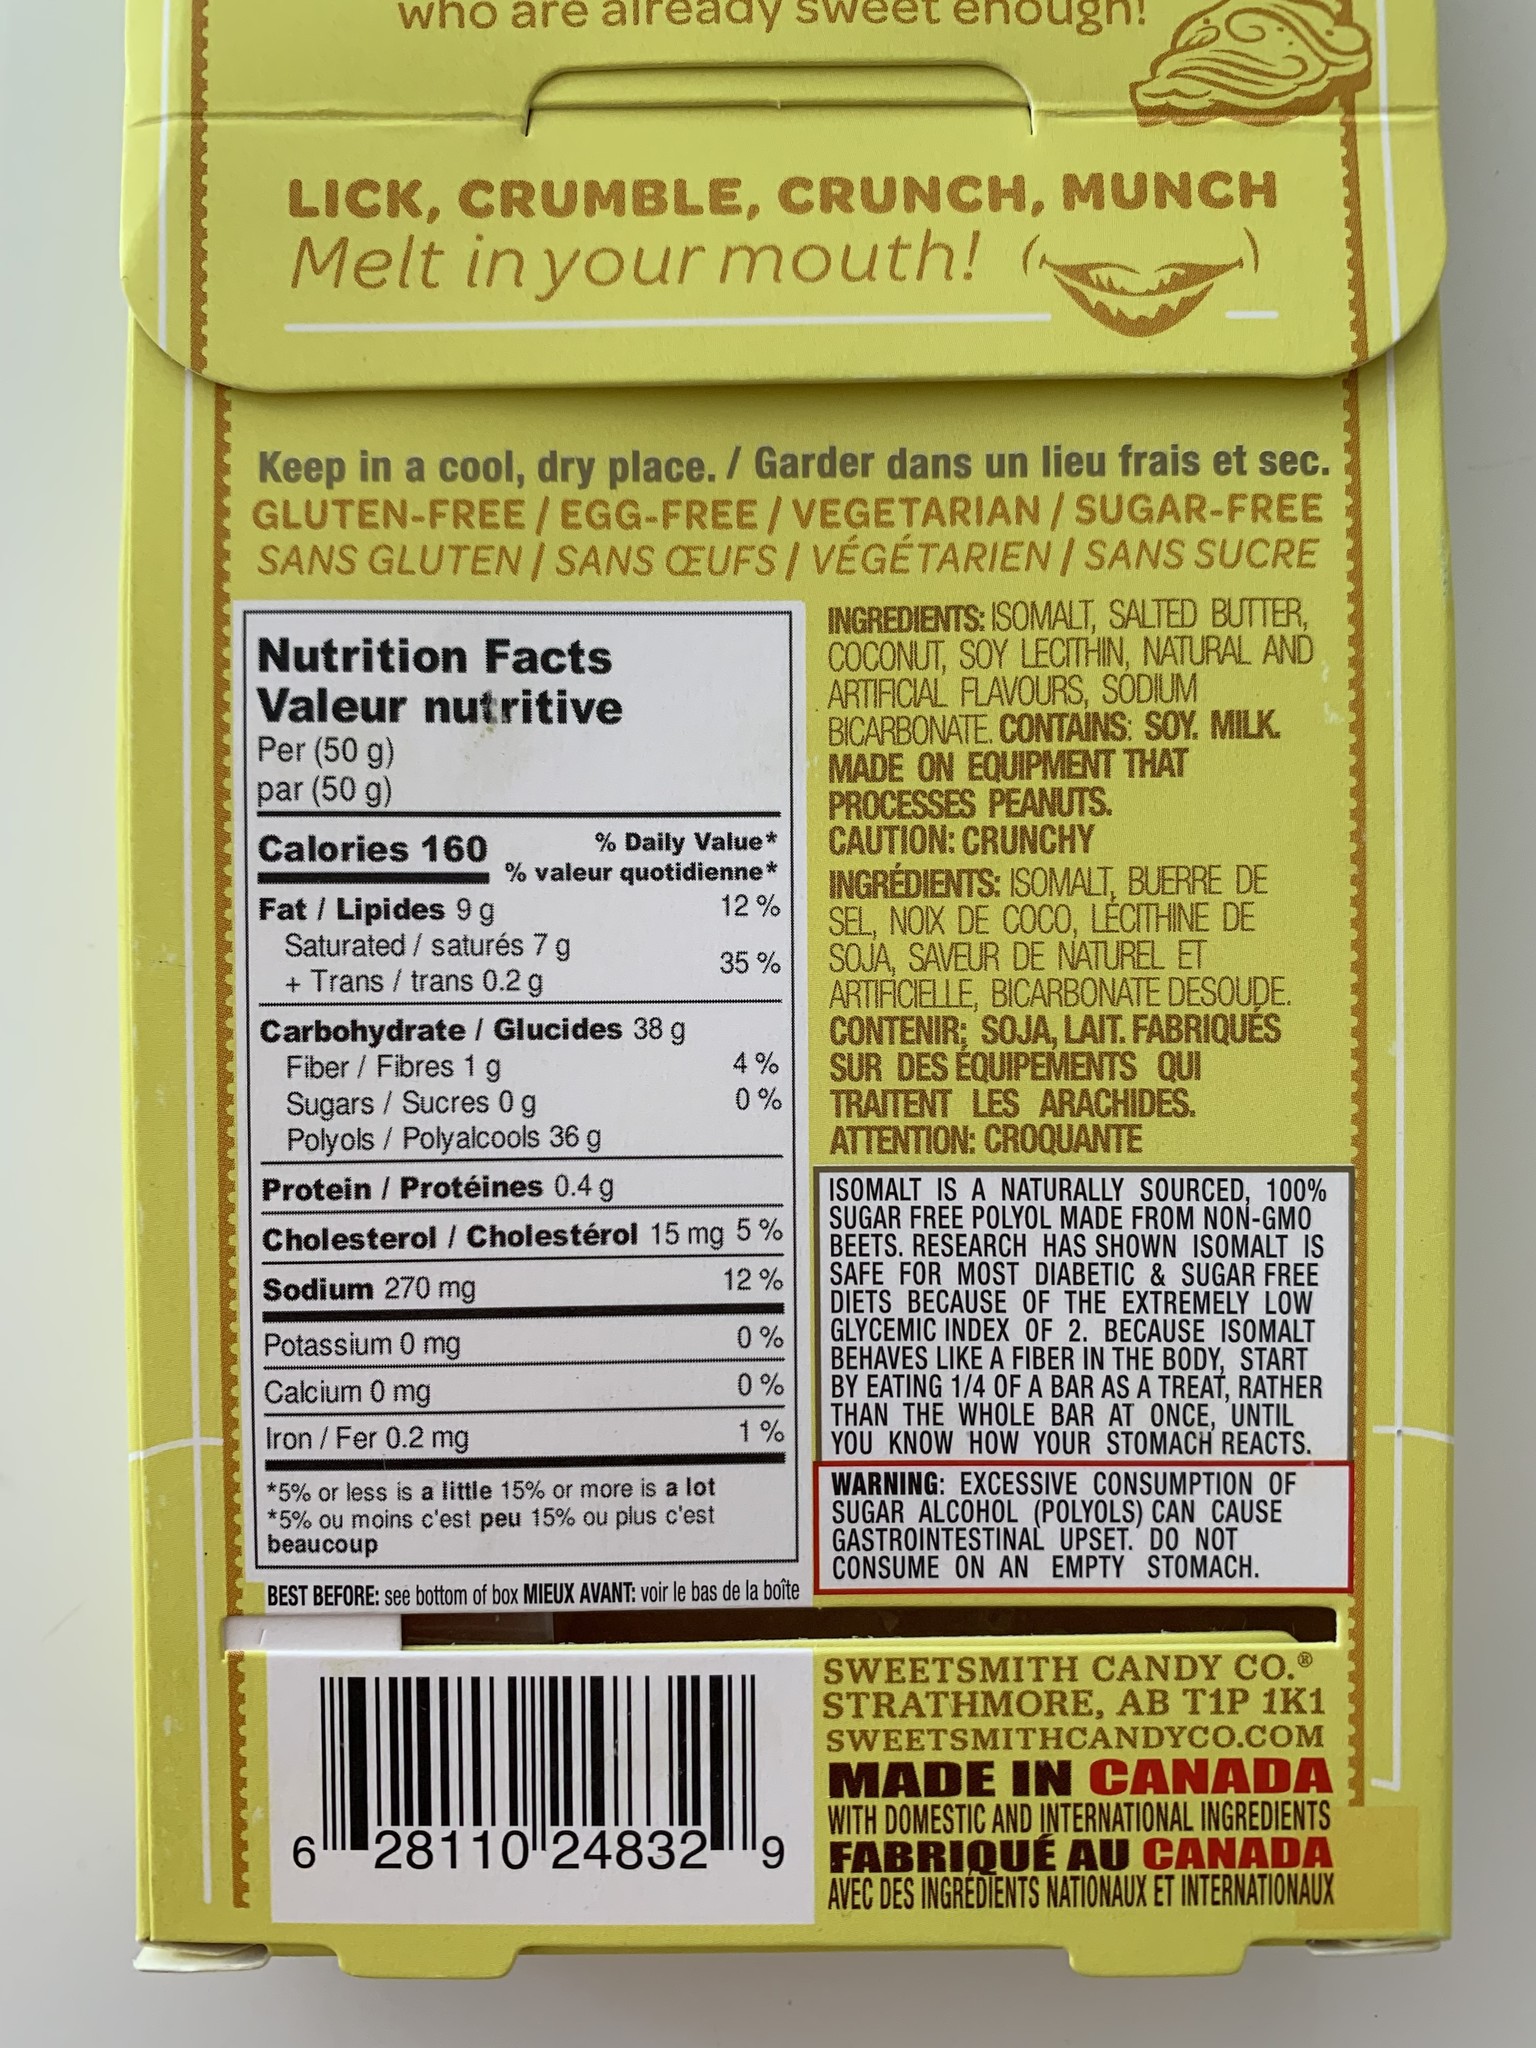 who are already sweet enough!
LICK, CRUMBLE, CRUNCH, MUNCH
Melt in your mouth!
Keep in a cool, dry place. / Garder dans un lieu frais et sec.
GLUTEN-FREE / EGG-FREE / VEGETARIAN / SUGAR-FREE
SANS GLUTEN / SANS ŒUFS / VÉGÉTARIEN / SANS SUCRE
Nutrition Facts
Valeur nutritive
Per (50 g)
par (50 g)
Calories 160 % Daily Value*
% valeur quotidienne*
Fat / Lipides 9 g 12 %
Saturated / saturés 7 g
+ Trans / trans 0.2 g 35 %
Carbohydrate / Glucides 38 g
Fiber / Fibres 1 g 4 %
Sugars / Sucres 0 g 0 %
Polyols / Polyalcools 36 g
Protein / Protéines 0.4 g
Cholesterol / Cholestérol 15 mg 5 %
Sodium 270 mg 12 %
Potassium 0 mg 0 %
Calcium 0 mg 0 %
Iron / Fer 0.2 mg 1 %
*5% or less is a little 15% or more is a lot
*5% ou moins c'est peu 15% ou plus c'est
beaucoup
BEST BEFORE: see bottom of box MIEUX AVANT: voir le bas de la boîte
INGREDIENTS: ISOMALT, SALTED BUTTER,
COCONUT, SOY LECITHIN, NATURAL AND
ARTIFICIAL FLAVOURS, SODIUM
BICARBONATE. CONTAINS: SOY. MILK.
MADE ON EQUIPMENT THAT
PROCESSES PEANUTS.
CAUTION: CRUNCHY
INGRÉDIENTS: ISOMALT, BUERRE DE
SEL, NOIX DE COCO, LÉCITHINE DE
SOJA, SAVEUR DE NATUREL ET
ARTIFICIELLE, BICARBONATE DESOUDE.
CONTENIR; SOJA, LAIT. FABRIQUÉS
SUR DES ÉQUIPEMENTS QUI
TRAITENT LES ARACHIDES.
ATTENTION: CROQUANTE
ISOMALT IS A NATURALLY SOURCED, 100%
SUGAR FREE POLYOL MADE FROM NON-GMO
BEETS. RESEARCH HAS SHOWN ISOMALT IS
SAFE FOR MOST DIABETIC & SUGAR FREE
DIETS BECAUSE OF THE EXTREMELY LOW
GLYCEMIC INDEX OF 2. BECAUSE ISOMALT
BEHAVES LIKE A FIBER IN THE BODY, START
BY EATING 1/4 OF A BAR AS A TREAT, RATHER
THAN THE WHOLE BAR AT ONCE, UNTIL
YOU KNOW HOW YOUR STOMACH REACTS.
WARNING: EXCESSIVE CONSUMPTION OF
SUGAR ALCOHOL (POLYOLS) CAN CAUSE
GASTROINTESTINAL UPSET. DO NOT
CONSUME ON AN EMPTY STOMACH.
6 28110 24832 9
SWEETSMITH CANDY CO.®
STRATHMORE, AB T1P 1K1
SWEETSMITHCANDYCO.COM
MADE IN CANADA
WITH DOMESTIC AND INTERNATIONAL INGREDIENTS
FABRIQUÉ AU CANADA
AVEC DES INGRÉDIENTS NATIONAUX ET INTERNATIONAUX